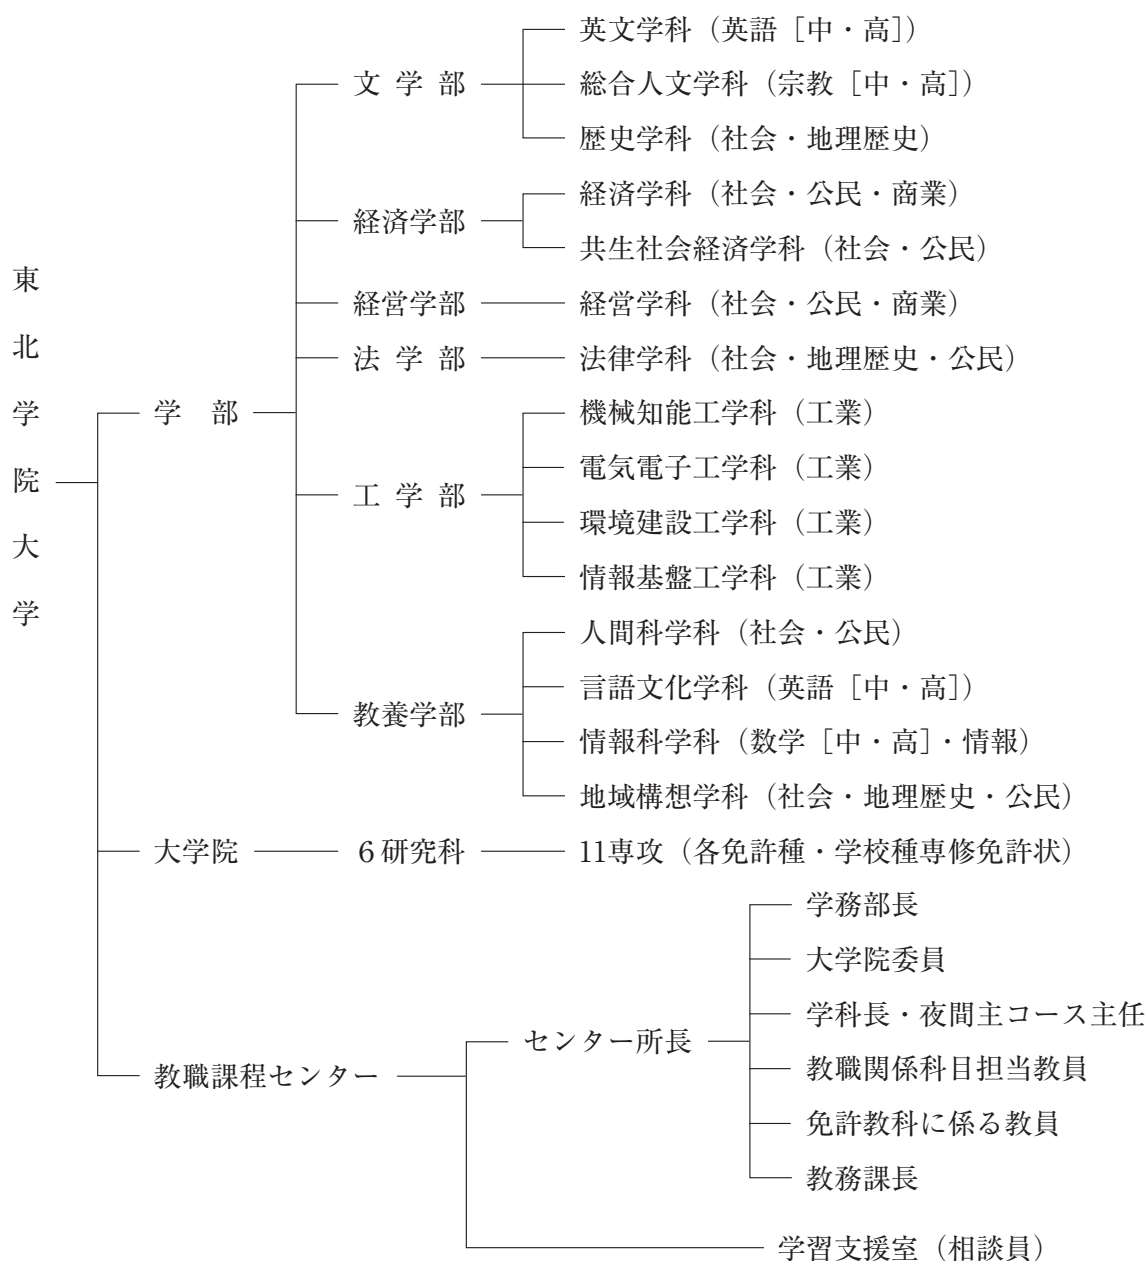 東北学院大学
学部
文学部
英文学科（英語［中・高］）
総合人文学科（宗教［中・高］）
歴史学科（社会・地理歴史）
経済学部
経済学科（社会・公民・商業）
共生社会経済学科（社会・公民）
経営学部
経営学科（社会・公民・商業）
法学部
法律学科（社会・地理歴史・公民）
工学部
機械知能工学科（工業）
電気電子工学科（工業）
環境建設工学科（工業）
情報基盤工学科（工業）
教養学部
人間科学科（社会・公民）
言語文化学科（英語［中・高］）
情報科学科（数学［中・高］・情報）
地域構想学科（社会・地理歴史・公民）
大学院
６研究科
11専攻（各免許種・学校種専修免許状）
教職課程センター
センター所長
学務部長
大学院委員
学科長・夜間主コース主任
教職関係科目担当教員
免許教科に係る教員
教務課長
学習支援室（相談員）